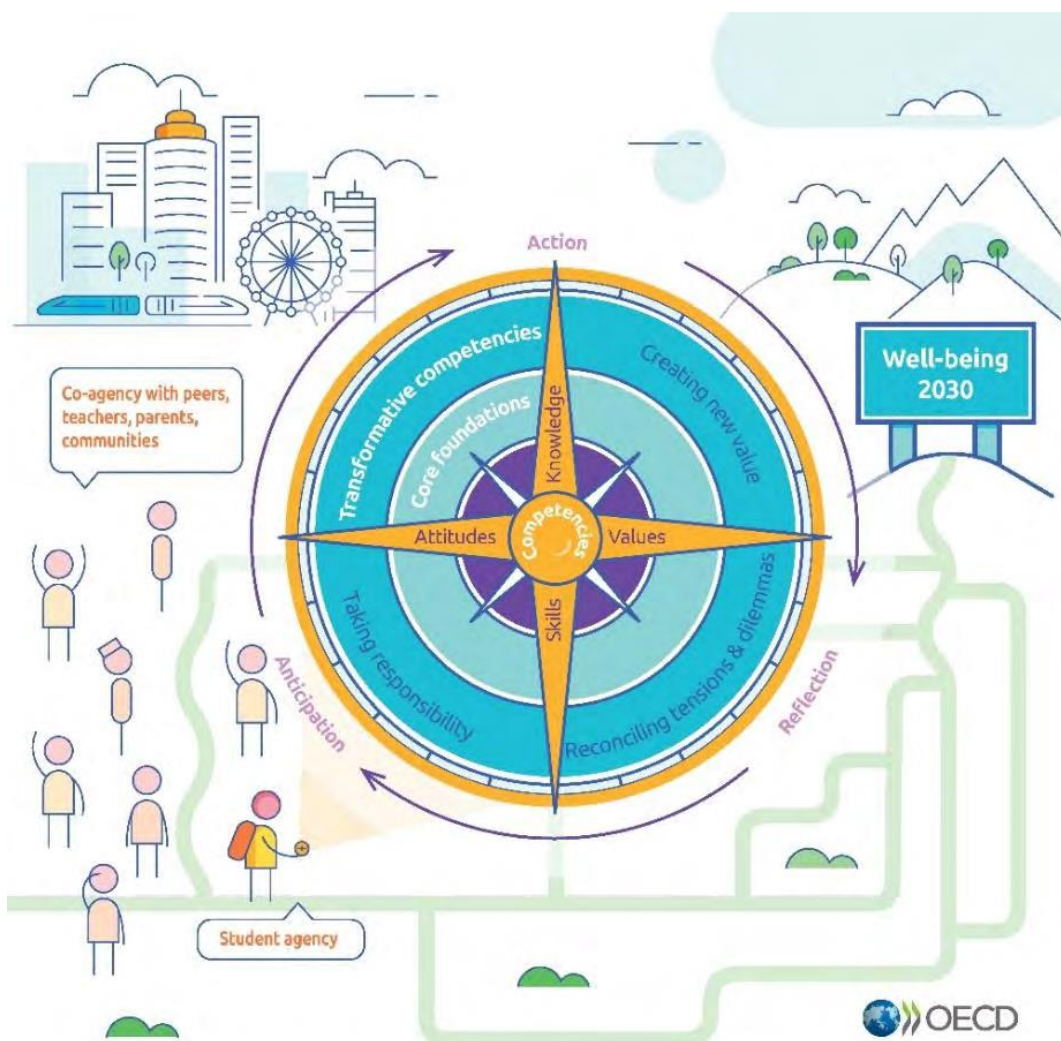 Action
Well-being
2030
Co-agency with peers,
teachers, parents,
communities
Transformative competencies
Creating new value
Core foundations
Knowledge
Attitudes
Competencies
Values
Skills
Taking responsibility
Reconciling tensions & dilemmas
Anticipation
Reflection
Student agency
OECD